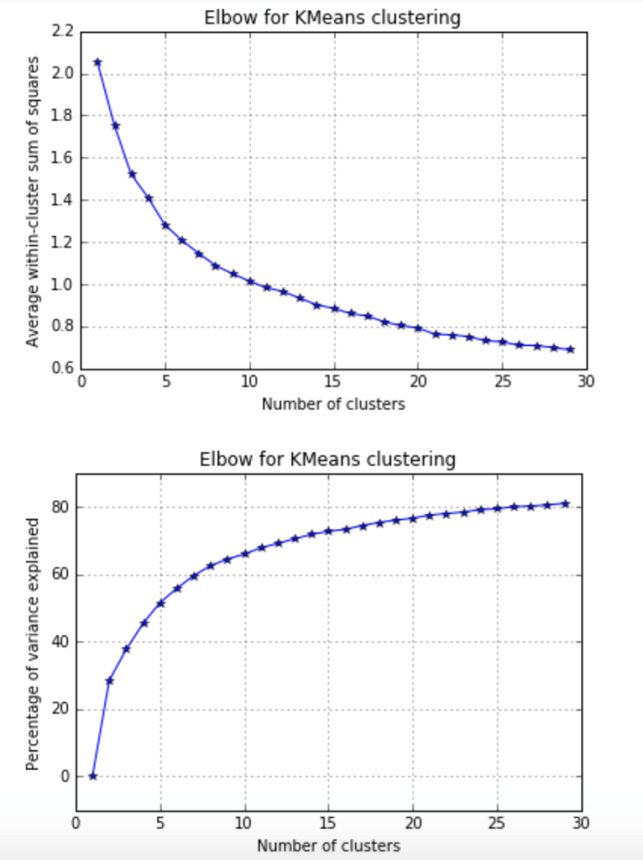 Elbow for KMeans clustering
2.2
2.0
1.8
1.6
1.4
1.2
1.0
0.8
0.6
Average within-cluster sum of squares
0 5 10 15 20 25 30
Number of clusters
Elbow for KMeans clustering
80
60
40
20
0
Percentage of variance explained
0 5 10 15 20 25 30
Number of clusters